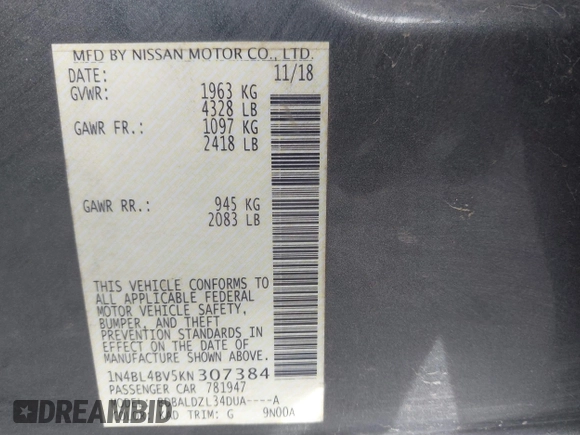 MFD BY NISSAN MOTOR CO., LTD.
DATE: 11/18
GVWR: 1963 KG
4328 LB
GAWR FR.: 1097 KG
2418 LB
GAWR RR.: 945 KG
2083 LB
THIS VEHICLE CONFORMS TO
ALL APPLICABLE FEDERAL
MOTOR VEHICLE SAFETY,
BUMPER, AND THEFT
PREVENTION STANDARDS IN
EFFECT ON THE DATE OF
MANUFACTURE SHOWN ABOVE.
1N4BL4BV5KN307384
PASSENGER CAR 781947
TRIM: G 9N00A
DREAMBID